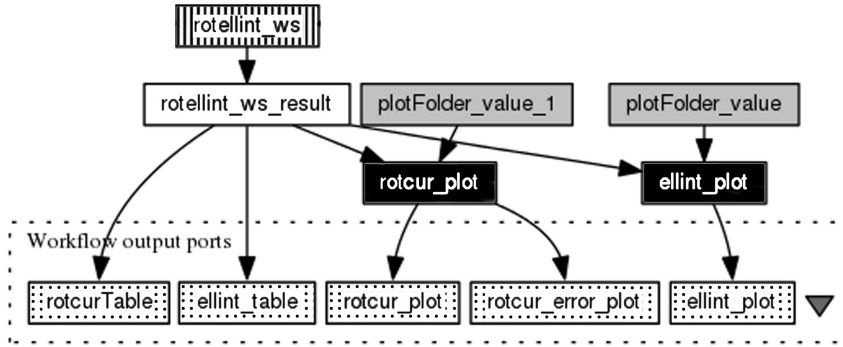 rotellint_ws
rotellint_ws_result
plotFolder_value_1
plotFolder_value
rotcur_plot
ellint_plot
Workflow output ports
rotcurTable
ellint_table
rotcur_plot
rotcur_error_plot
ellint_plot